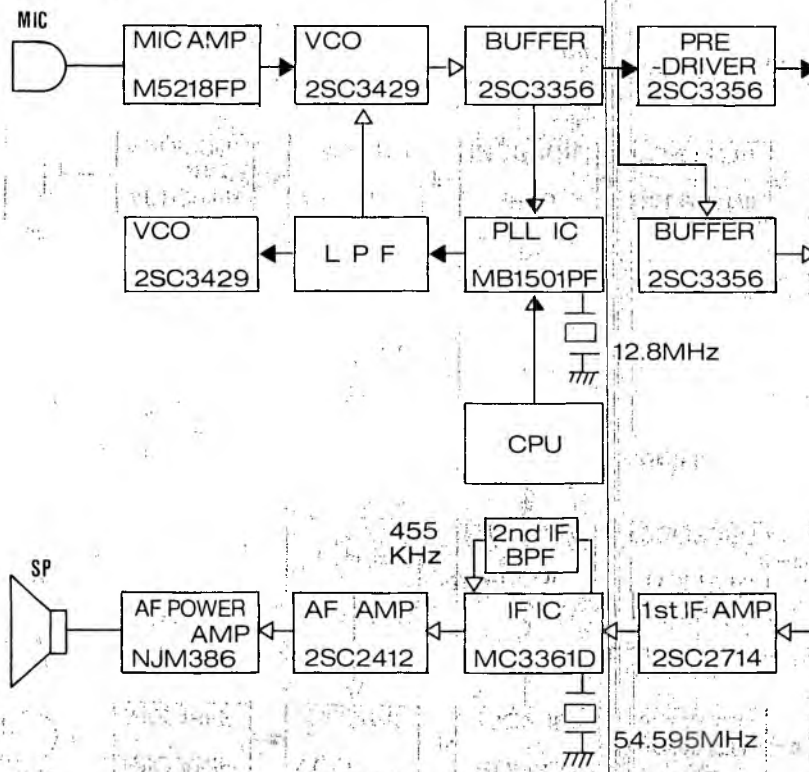 MIC
MIC AMP
M5218FP
VCO
2SC3429
BUFFER
2SC3356
PRE
-DRIVER
2SC3356
VCO
2SC3429
L P F
PLL IC
MB1501PF
BUFFER
2SC3356
12.8MHz
CPU
455
KHz
2nd IF
BPF
SP
AF POWER
AMP
NJM386
AF AMP
2SC2412
IF IC
MC3361D
1st IF AMP
2SC2714
54.595MHz